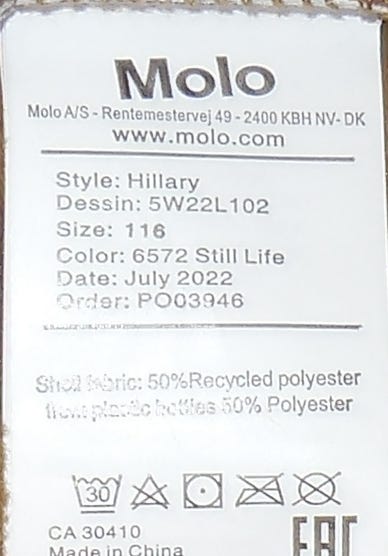 Molo
Molo A/S - Rentemestervej 49 - 2400 KBH NV- DK
www.molo.com
Style: Hillary
Dessin: 5W22L102
Size: 116
Color: 6572 Still Life
Date: July 2022
Order: PO03946
Shell fabric: 50%Recycled polyester
from plastic bottles 50% Polyester
30
CA 30410
Made in China
EAC